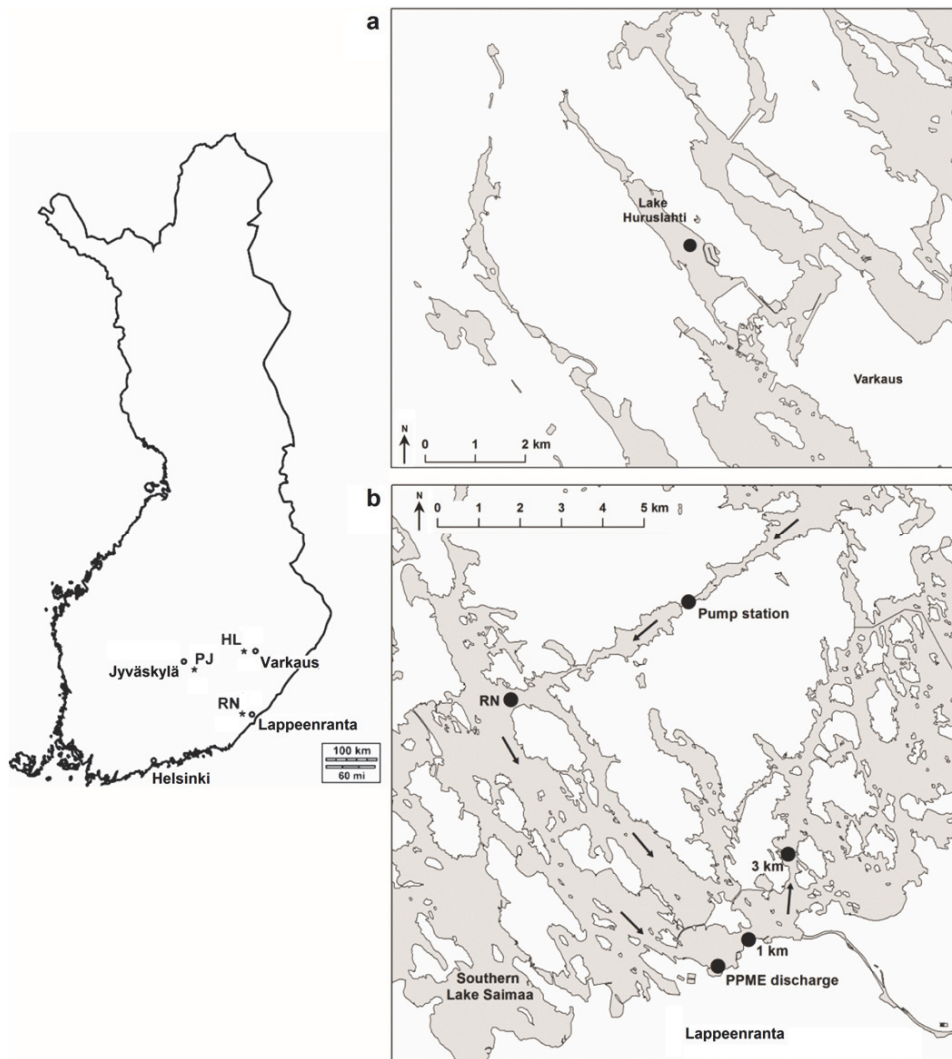 HL
Varkaus
PJ
Jyväskylä
RN
Lappeenranta
Helsinki
100 km
60 mi
a
Lake
Huruslahti
Varkaus
N
0 1 2 km
b
N
0 1 2 3 4 5 km
Pump station
RN
3 km
1 km
PPME discharge
Southern
Lake Saimaa
Lappeenranta